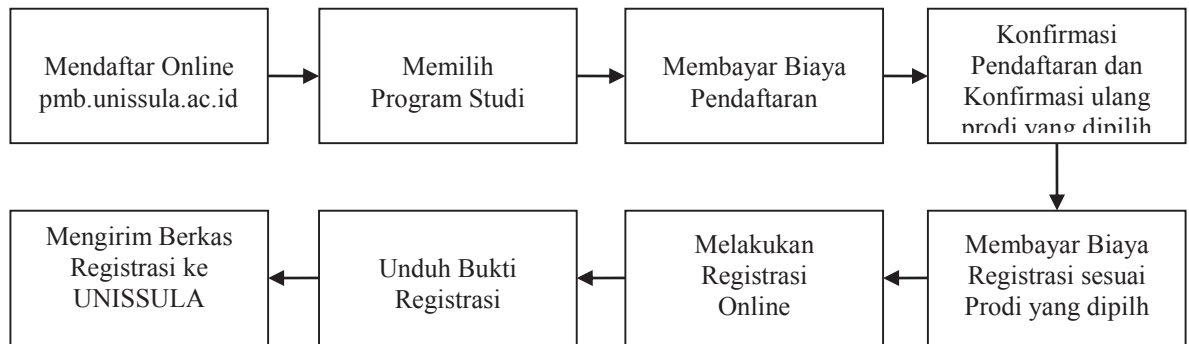 Mendaftar Online
pmb.unissula.ac.id
Memilih
Program Studi
Membayar Biaya
Pendaftaran
Konfirmasi
Pendaftaran dan
Konfirmasi ulang
prodi yang dipilih
Membayar Biaya
Registrasi sesuai
Prodi yang dipilh
Melakukan
Registrasi
Online
Unduh Bukti
Registrasi
Mengirim Berkas
Registrasi ke
UNISSULA